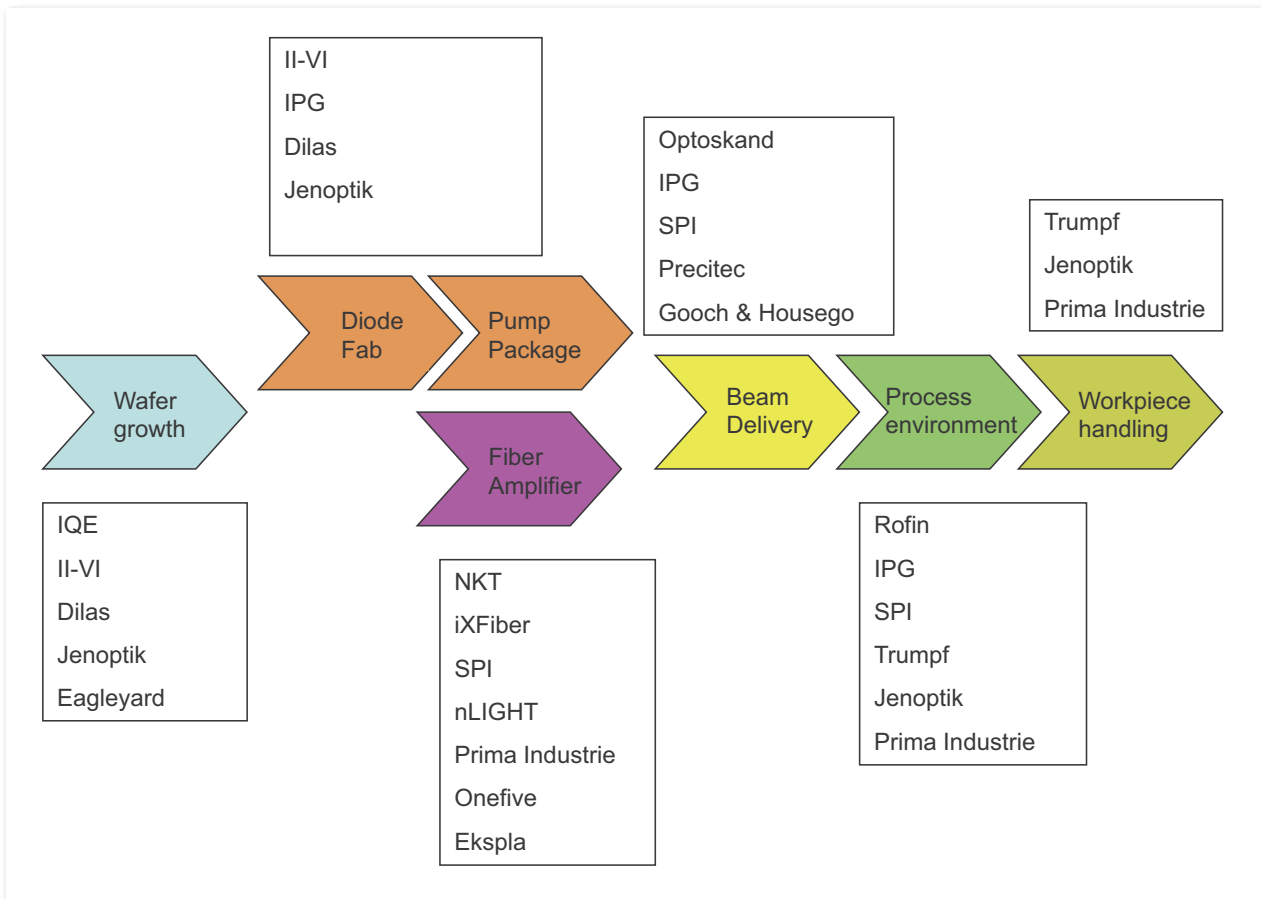 II-VI
IPG
Dilas
Jenoptik
Optoskand
IPG
SPI
Precitec
Gooch & Housego
Trumpf
Jenoptik
Prima Industrie
Diode
Fab
Pump
Package
Wafer
growth
Fiber
Amplifier
Beam
Delivery
Process
environment
Workpiece
handling
IQE
II-VI
Dilas
Jenoptik
Eagleyard
NKT
iXFiber
SPI
nLIGHT
Prima Industrie
Onefive
Ekspla
Rofin
IPG
SPI
Trumpf
Jenoptik
Prima Industrie